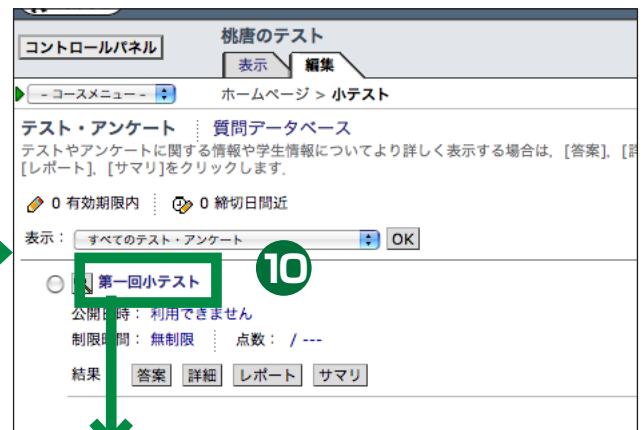 コントロールパネル
桃唐のテスト
表示 編集
- コースメニュー -
ホームページ > 小テスト
テスト・アンケート 質問データベース
テストやアンケートに関する情報や学生情報についてより詳しく表示する場合は，[答案]，[
[レポート]，[サマリ]をクリックします．
0 有効期限内 0 締切日間近
表示： すべてのテスト・アンケート OK
10
第一回小テスト
公開日時： 利用できません
制限時間： 無制限 点数： / ---
結果 答案 詳細 レポート サマリ